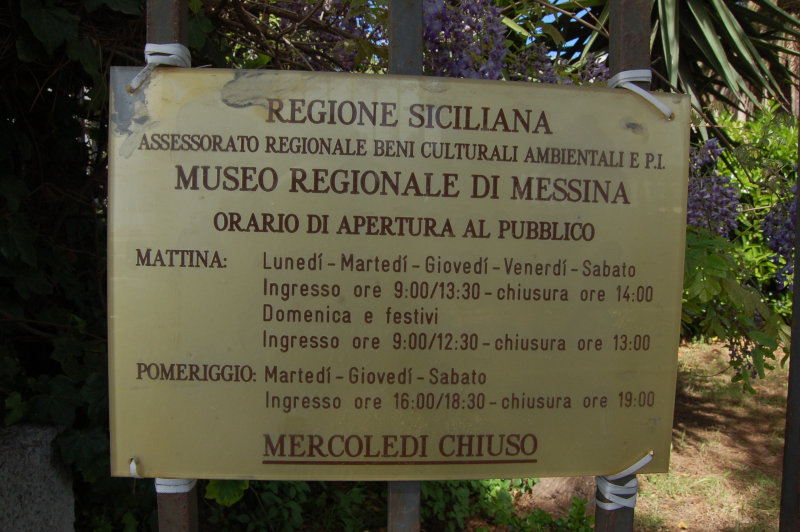 REGIONE SICILIANA
ASSESSORATO REGIONALE BENI CULTURALI AMBIENTALI E P.I.
MUSEO REGIONALE DI MESSINA
ORARIO DI APERTURA AL PUBBLICO
MATTINA: Lunedí - Martedí - Giovedí - Venerdí - Sabato
Ingresso ore 9:00/13:30 - chiusura ore 14:00
Domenica e festivi
Ingresso ore 9:00/12:30 - chiusura ore 13:00
POMERIGGIO: Martedí - Giovedí - Sabato
Ingresso ore 16:00/18:30 - chiusura ore 19:00
MERCOLEDI CHIUSO